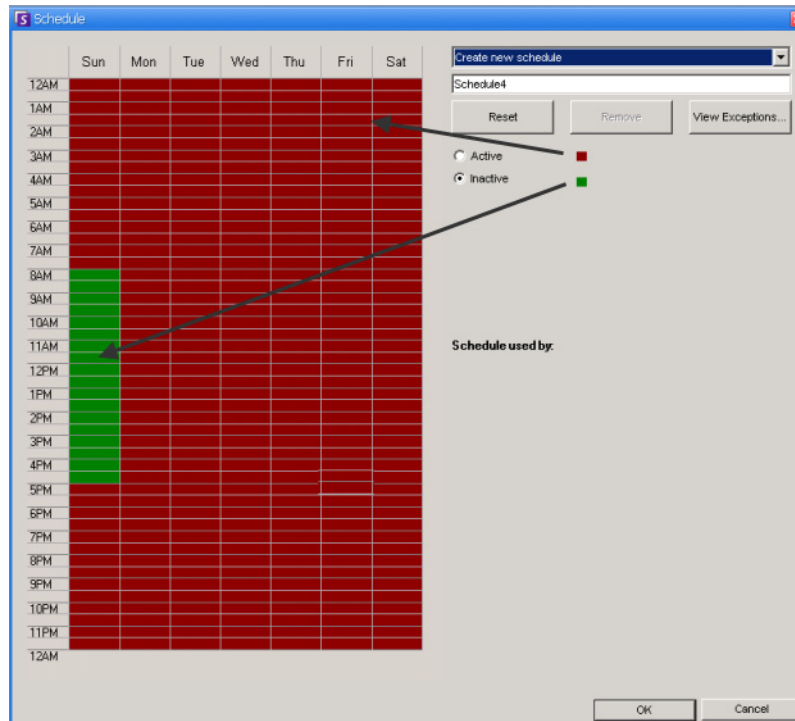 Schedule
Sun Mon Tue Wed Thu Fri Sat
Create new schedule
Schedule4
Reset Remove View Exceptions...
Active
Inactive
Schedule used by:
12AM
1AM
2AM
3AM
4AM
5AM
6AM
7AM
8AM
9AM
10AM
11AM
12PM
1PM
2PM
3PM
4PM
5PM
6PM
7PM
8PM
9PM
10PM
11PM
12AM
OK Cancel